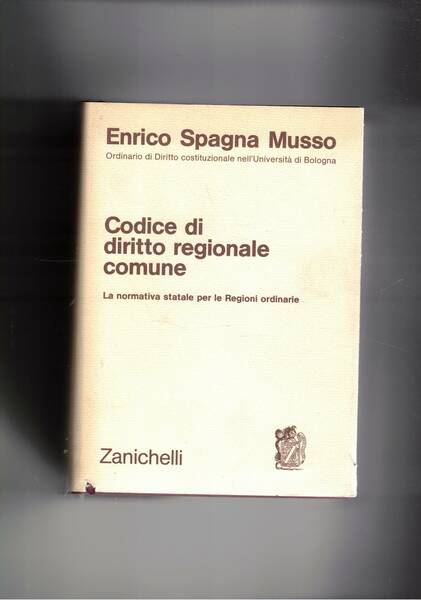 Enrico Spagna Musso
Ordinario di Diritto costituzionale nell'Università di Bologna
Codice di
diritto regionale
comune
La normativa statale per le Regioni ordinarie
Zanichelli